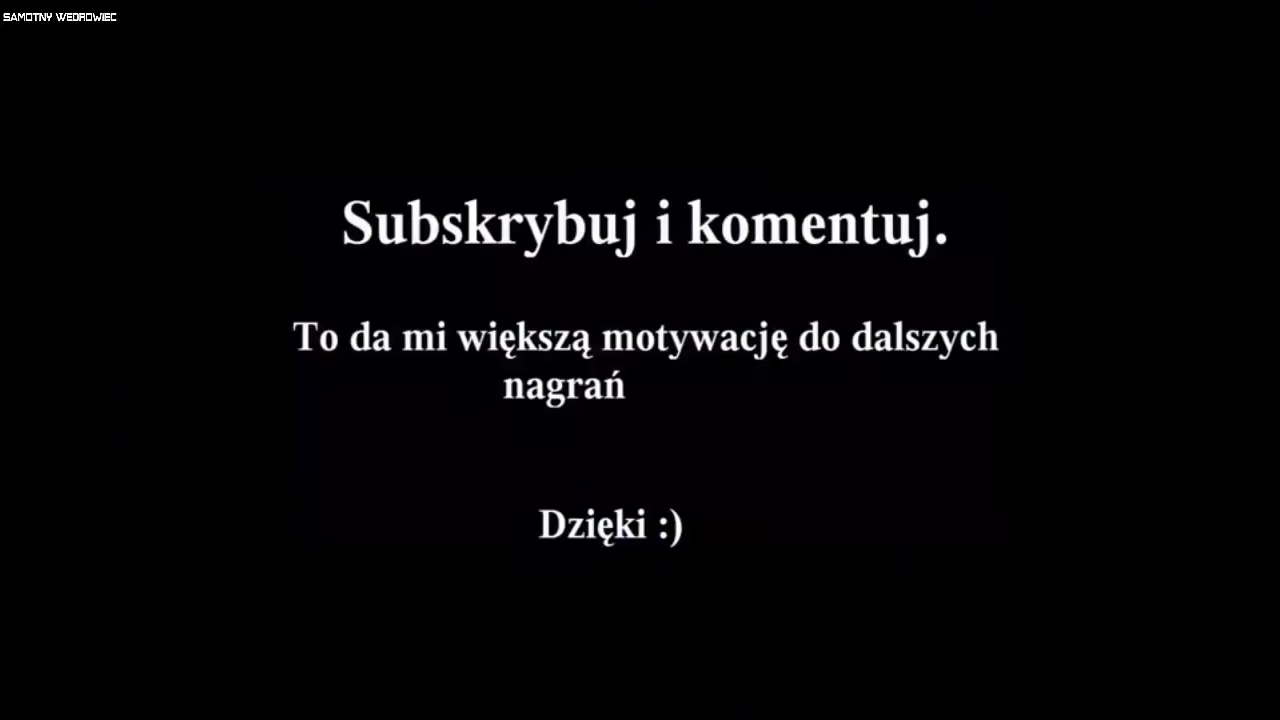 SAMOTNY WEDROWIEC
Subskrybuj i komentuj.
To da mi większą motywację do dalszych
nagrań
Dzięki :)